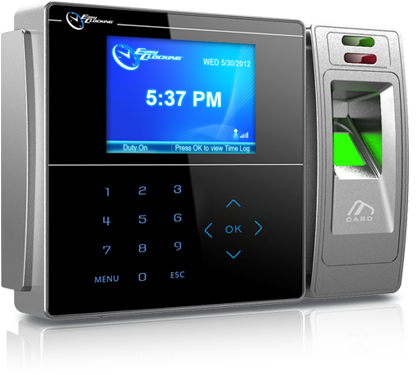 Easy
Clocking
Easy
Clocking
WED 5/30/2012
5:37 PM
Duty On
Press OK to view Time Log
1 2 3
4 5 6
7 8 9
MENU 0 ESC
OK
CARD